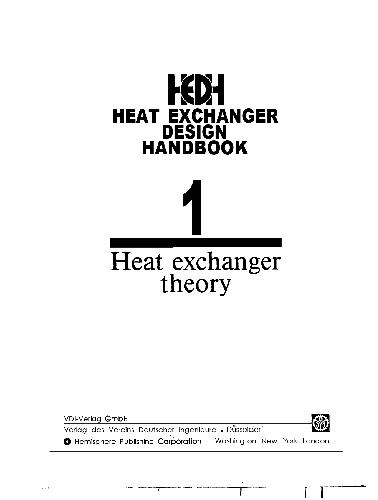 HEDH
HEAT EXCHANGER
DESIGN
HANDBOOK
1
Heat exchanger
theory
VDI-Verlag GmbH
Verlag des Vereins Deutscher Ingenieure • Düsseldorf
Hemisphere Publishing Corporation Washington New York London